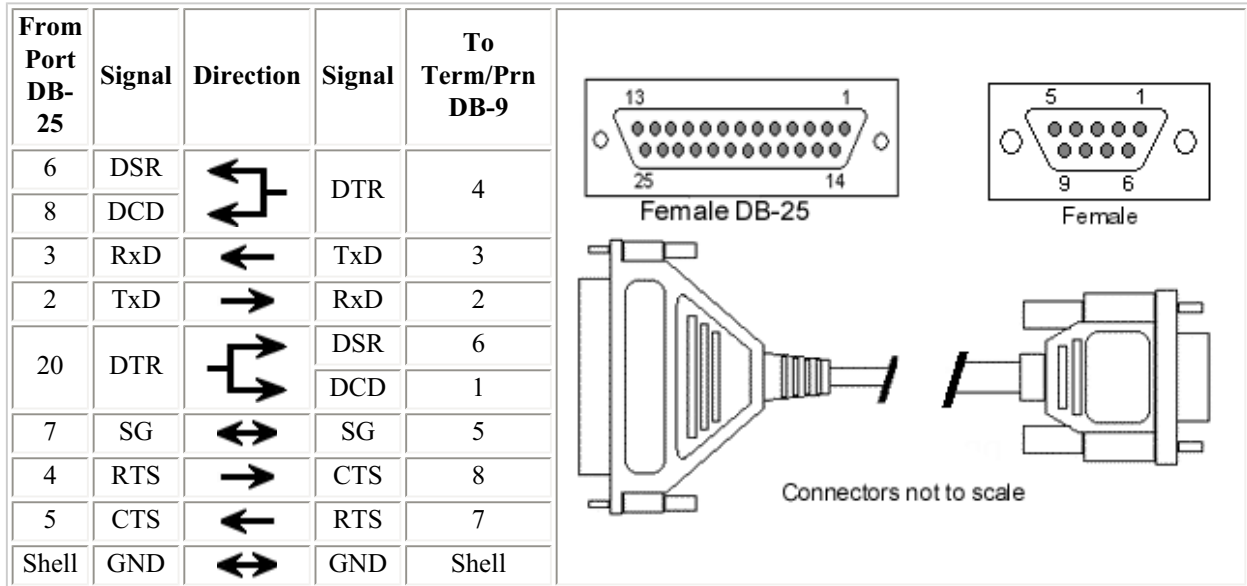 From Port DB-25 Signal Direction Signal To Term/Prn DB-9
6 DSR DTR 4
8 DCD
3 RxD TxD 3
2 TxD RxD 2
20 DTR DSR 6
DCD 1
7 SG SG 5
4 RTS CTS 8
5 CTS RTS 7
Shell GND GND Shell
13 1
25 14
Female DB-25
5 1
9 6
Female
Connectors not to scale